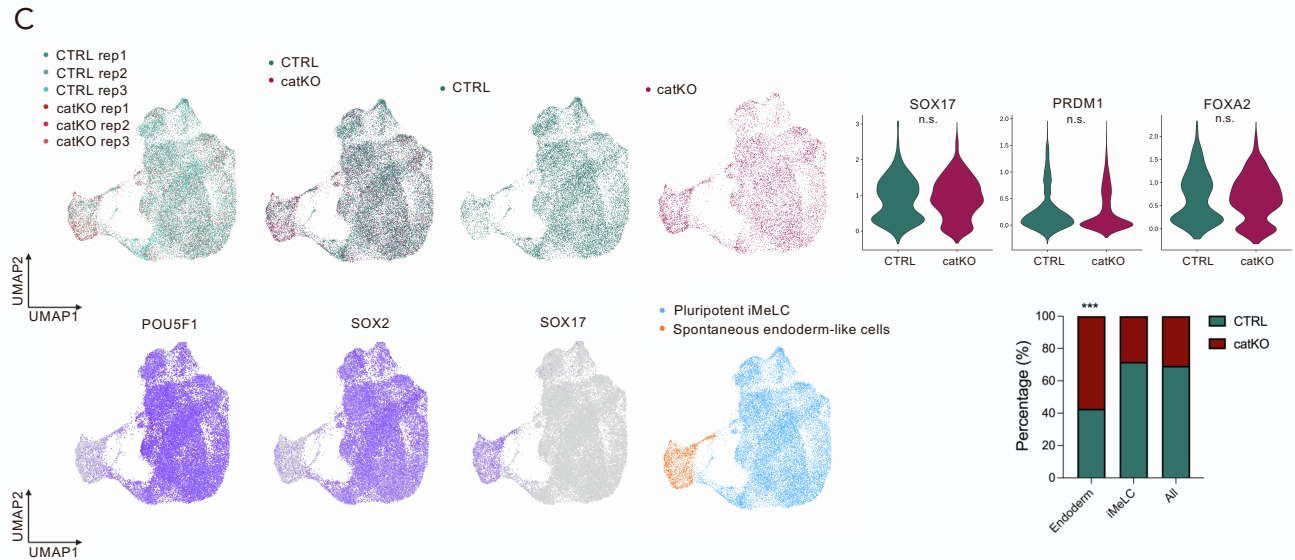 C
CTRL rep1
CTRL rep2
CTRL rep3
catKO rep1
catKO rep2
catKO rep3
CTRL
catKO
CTRL
catKO
SOX17
n.s.
3
2
1
0
CTRL
catKO
PRDM1
n.s.
2.0
1.5
1.0
0.5
0.0
CTRL
catKO
FOXA2
n.s.
2.0
1.5
1.0
0.5
0.0
CTRL
catKO
UMAP2
UMAP1
POU5F1
SOX2
SOX17
Pluripotent iMeLC
Spontaneous endoderm-like cells
UMAP2
UMAP1
***
CTRL
catKO
Percentage (%)
100
80
60
40
20
0
Endoderm
iMeLC
All